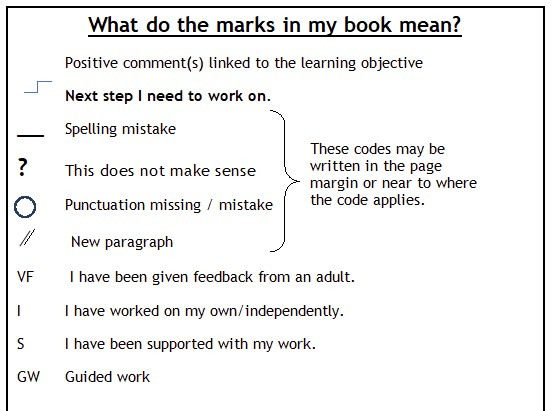 What do the marks in my book mean?
Positive comment(s) linked to the learning objective
Next step I need to work on.
Spelling mistake
? This does not make sense
Punctuation missing / mistake
// New paragraph
These codes may be
written in the page
margin or near to where
the code applies.
VF I have been given feedback from an adult.
I I have worked on my own/independently.
S I have been supported with my work.
GW Guided work